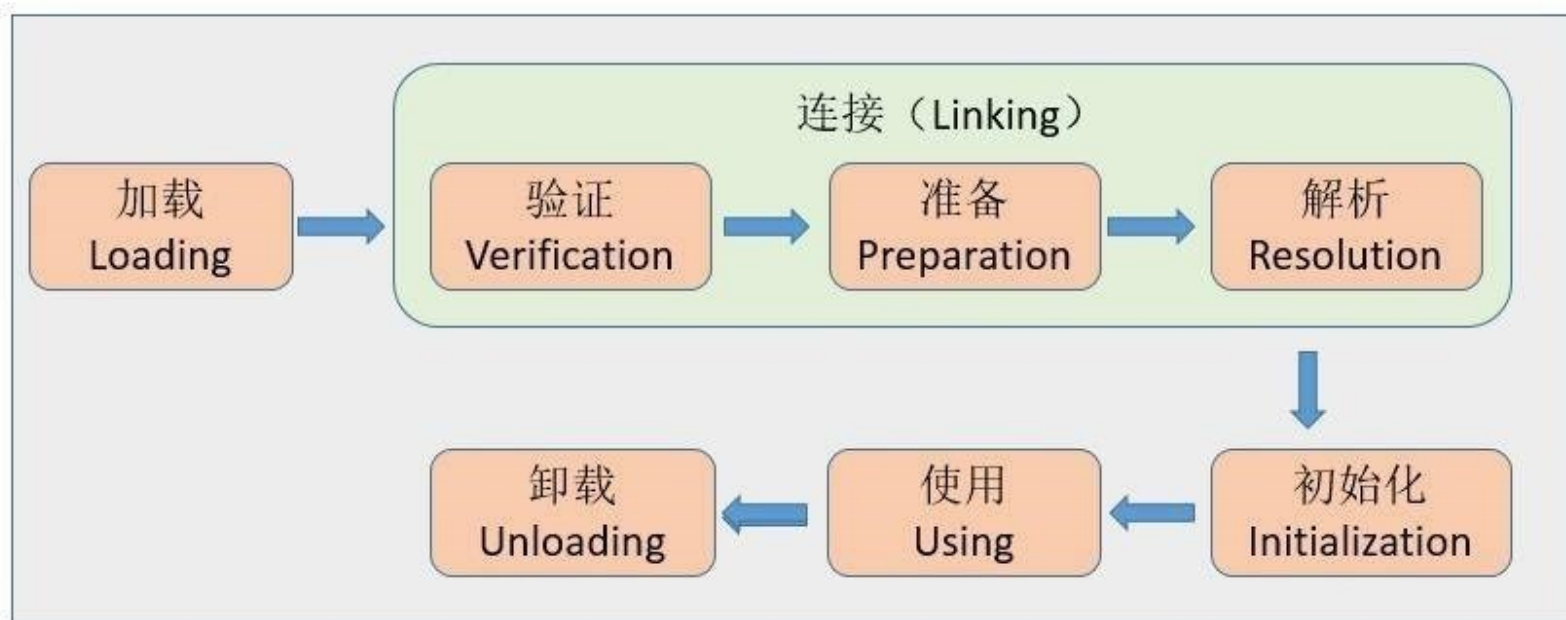 连接（Linking）
加载
Loading
验证
Verification
准备
Preparation
解析
Resolution
初始化
Initialization
使用
Using
卸载
Unloading